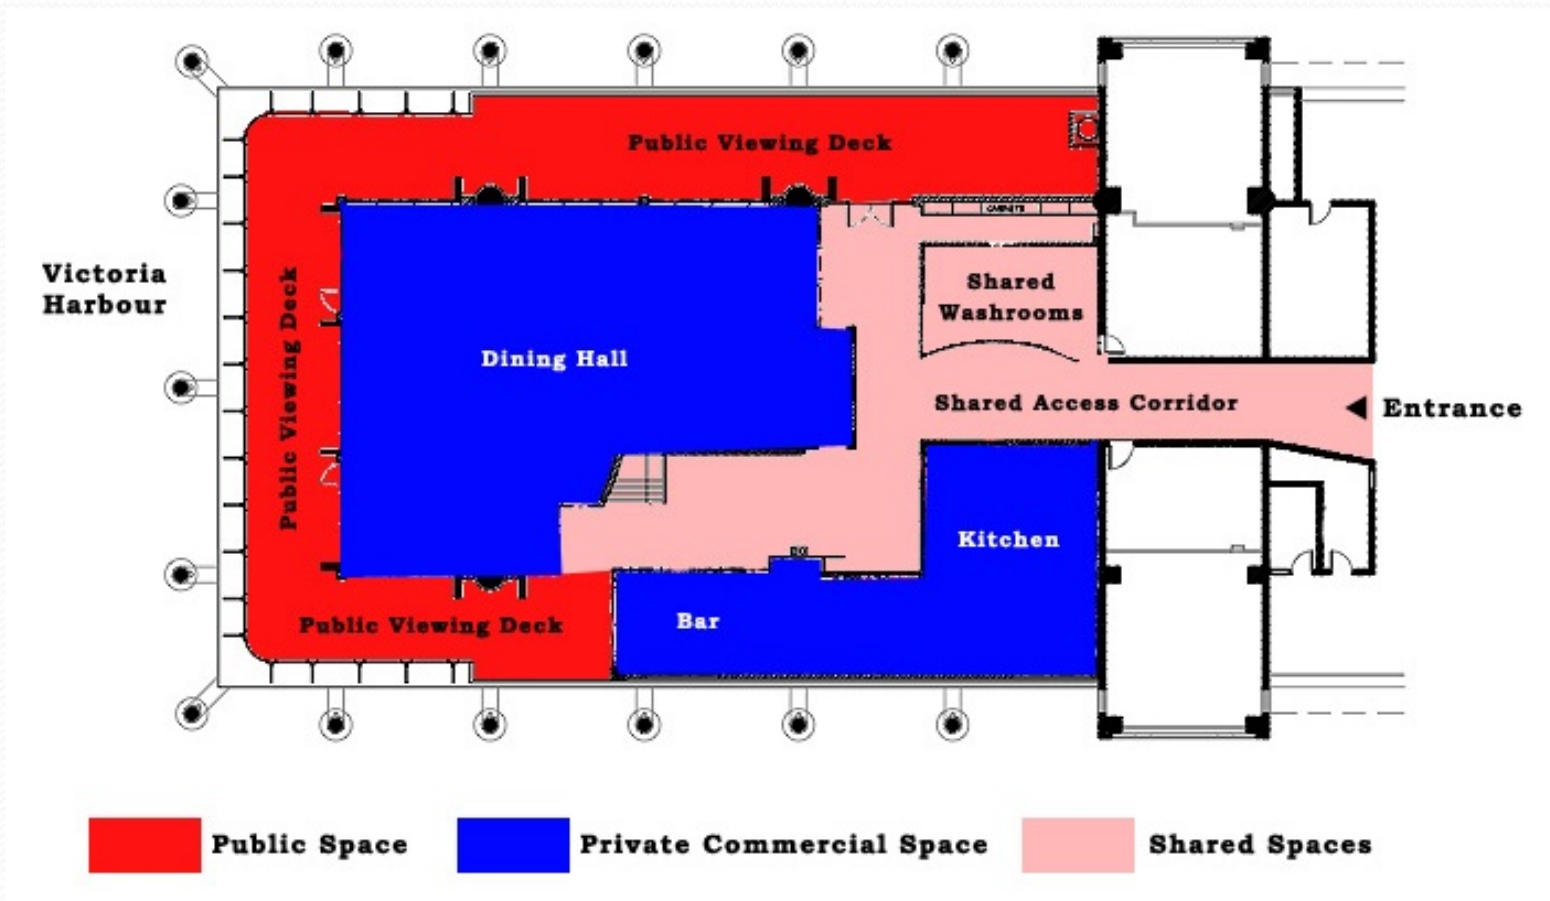 Public Viewing Deck
CABINETS
Victoria
Harbour
Public Viewing Deck
Shared
Washrooms
Dining Hall
Shared Access Corridor
Entrance
Kitchen
Bar
Public Viewing Deck
Public Space
Private Commercial Space
Shared Spaces